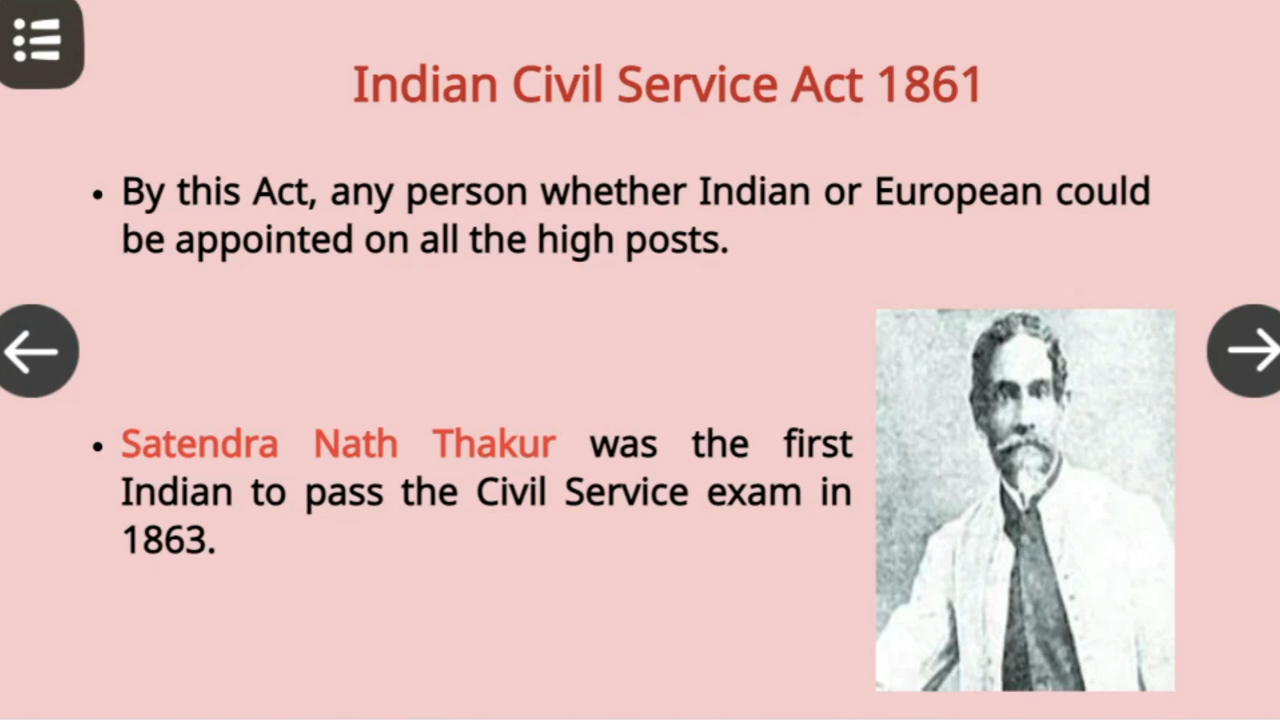 Indian Civil Service Act 1861
• By this Act, any person whether Indian or European could
be appointed on all the high posts.
• Satendra Nath Thakur was the first
Indian to pass the Civil Service exam in
1863.